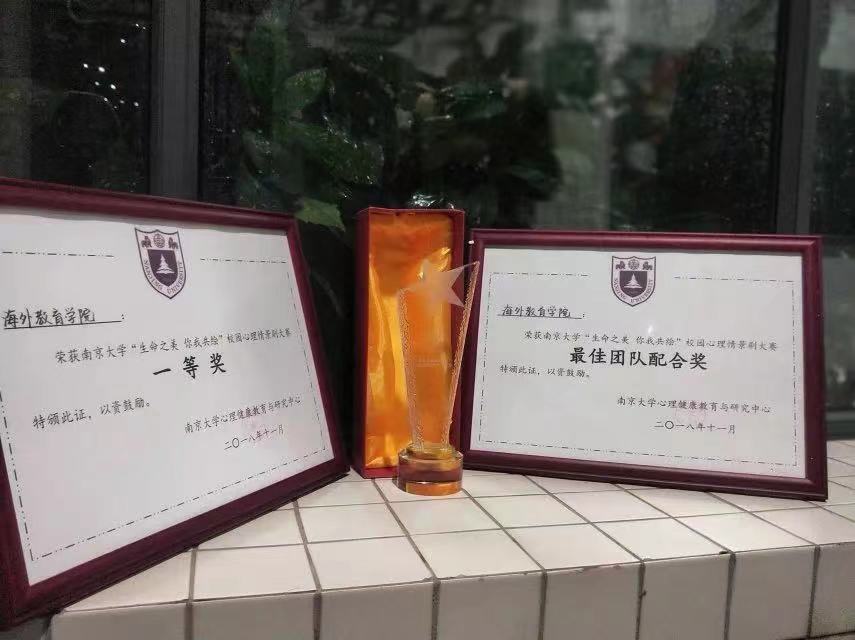 NANJING UNIVERSITY
海外教育学院：
荣获南京大学“生命之美 你我共绘”校园心理情景剧大赛
一等奖
特颁此证，以资鼓励。
南京大学心理健康教育与研究中心
二〇一八年十一月
NANJING UNIVERSITY
海外教育学院：
荣获南京大学“生命之美 你我共绘”校园心理情景剧大赛
最佳团队配合奖
特颁此证，以资鼓励。
南京大学心理健康教育与研究中心
二〇一八年十一月